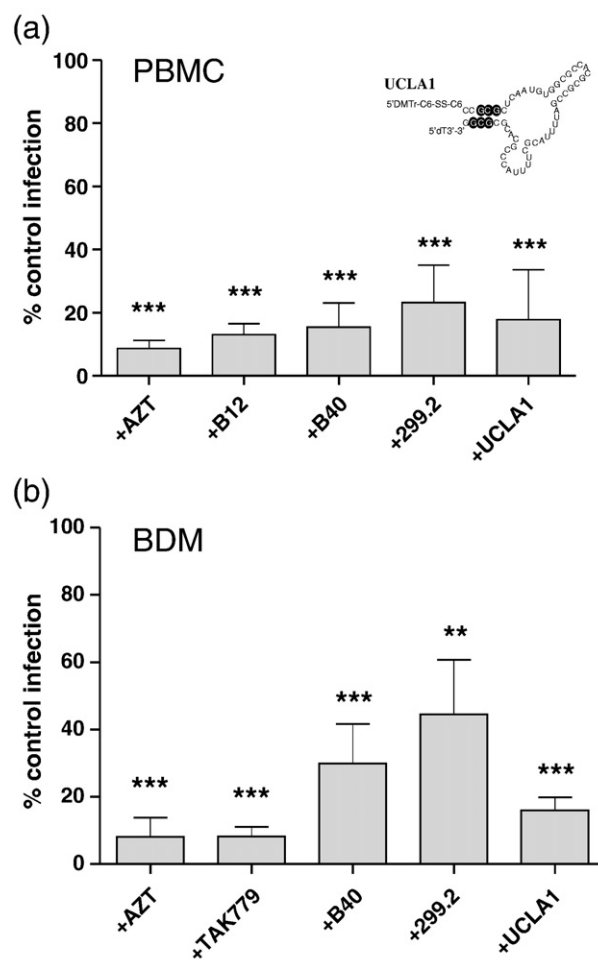 (a)
PBMC
UCLA1
5'DMTr-C6-SS-C6
5'dT3'-3'
% control infection
100
80
60
40
20
0
*** *** *** *** ***
+AZT +B12 +B40 +299.2 +UCLA1
(b)
BDM
% control infection
100
80
60
40
20
0
*** *** *** ** ***
+AZT +TAK779 +B40 +299.2 +UCLA1